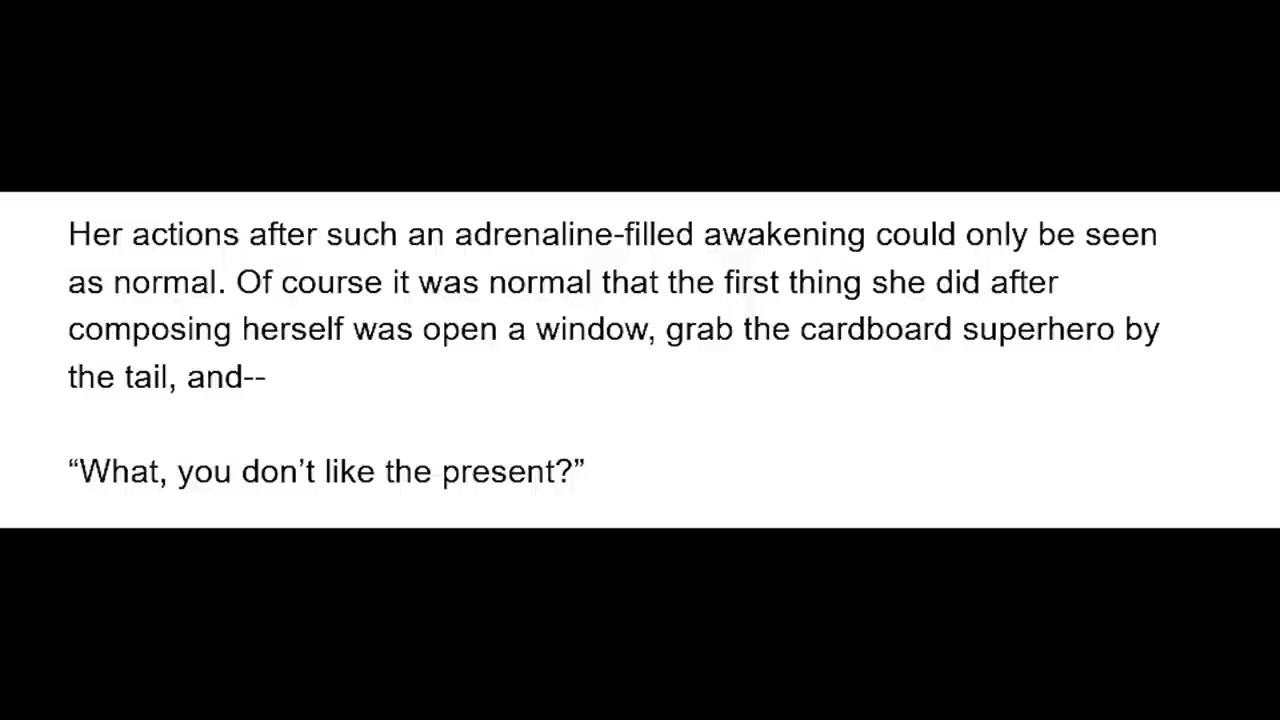 Her actions after such an adrenaline-filled awakening could only be seen
as normal. Of course it was normal that the first thing she did after
composing herself was open a window, grab the cardboard superhero by
the tail, and--
“What, you don’t like the present?”